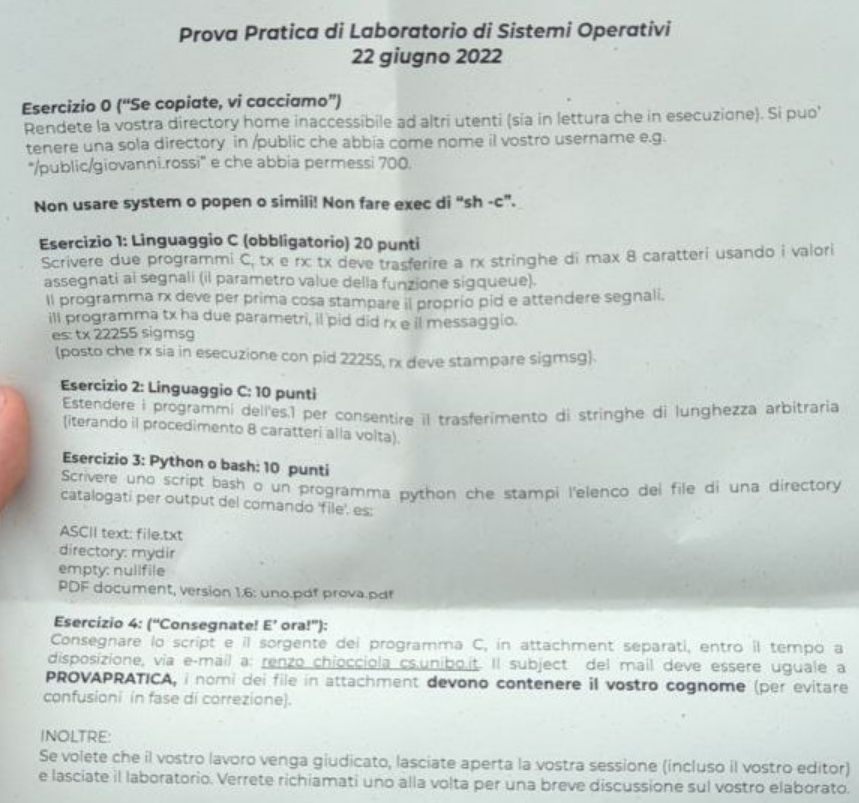 Prova Pratica di Laboratorio di Sistemi Operativi
22 giugno 2022
Esercizio 0 ("Se copiate, vi cacciamo")
Rendete la vostra directory home inaccessibile ad altri utenti (sia in lettura che in esecuzione). Si puo'
tenere una sola directory in /public che abbia come nome il vostro username e.g.
"/public/giovanni.rossi" e che abbia permessi 700.
Non usare system o popen o simili! Non fare exec di "sh -c".
Esercizio 1: Linguaggio C (obbligatorio) 20 punti
Scrivere due programmi C, tx e rx: tx deve trasferire a rx stringhe di max 8 caratteri usando i valori
assegnati ai segnali (il parametro value della funzione sigqueue).
Il programma rx deve per prima cosa stampare il proprio pid e attendere segnali.
ill programma tx ha due parametri, il pid did rx e il messaggio.
es: tx 22255 sigmsg
(posto che rx sia in esecuzione con pid 22255, rx deve stampare sigmsg).
Esercizio 2: Linguaggio C: 10 punti
Estendere i programmi dell'es.1 per consentire il trasferimento di stringhe di lunghezza arbitraria
(iterando il procedimento 8 caratteri alla volta).
Esercizio 3: Python o bash: 10 punti
Scrivere uno script bash o un programma python che stampi l'elenco dei file di una directory
catalogati per output del comando 'file'. es:
ASCII text: file.txt
directory: mydir
empty: nullfile
PDF document, version 1.6: uno.pdf prova.pdf
Esercizio 4: ("Consegnate! E' ora!"):
Consegnare lo script e il sorgente dei programma C, in attachment separati, entro il tempo a
disposizione, via e-mail a: renzo chiocciola cs.unibo.it. Il subject del mail deve essere uguale a
PROVAPRATICA, i nomi dei file in attachment devono contenere il vostro cognome (per evitare
confusioni in fase di correzione).
INOLTRE:
Se volete che il vostro lavoro venga giudicato, lasciate aperta la vostra sessione (incluso il vostro editor)
e lasciate il laboratorio. Verrete richiamati uno alla volta per una breve discussione sul vostro elaborato.